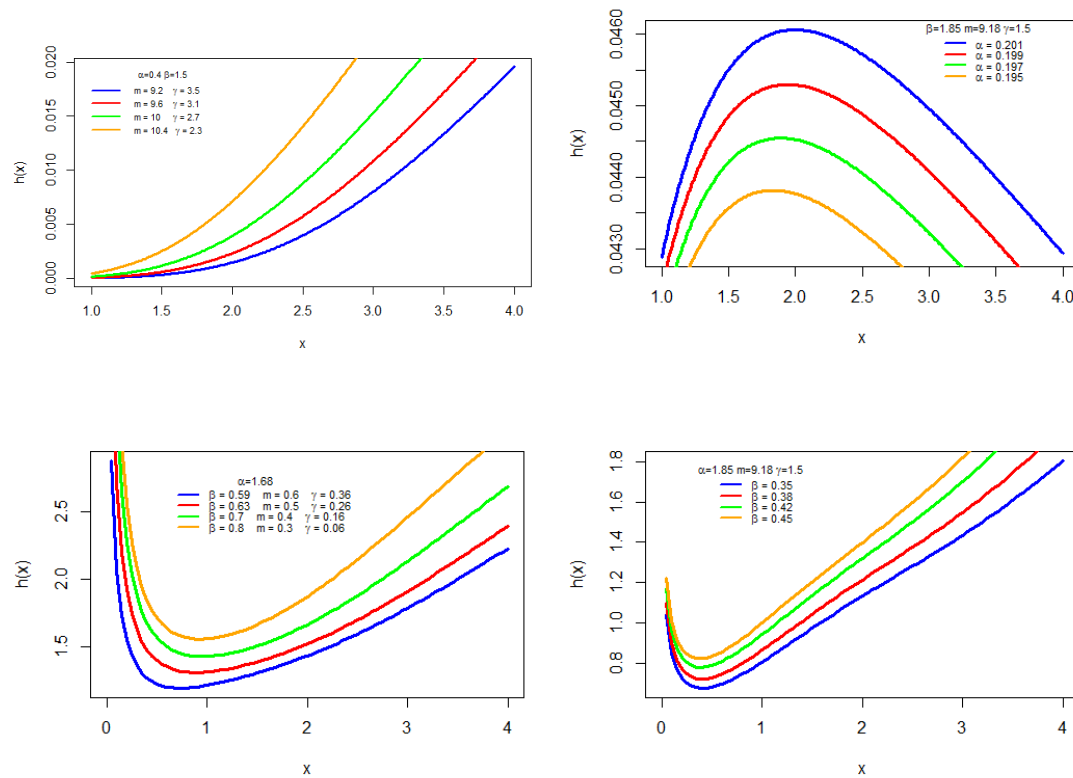 α=0.4 β=1.5
m = 9.2 γ = 3.5
m = 9.6 γ = 3.1
m = 10 γ = 2.7
m = 10.4 γ = 2.3
h(x)
0.020
0.015
0.010
0.005
0.000
1.0 1.5 2.0 2.5 3.0 3.5 4.0
x
β=1.85 m=9.18 γ=1.5
α = 0.201
α = 0.199
α = 0.197
α = 0.195
h(x)
0.0460
0.0450
0.0440
0.0430
1.0 1.5 2.0 2.5 3.0 3.5 4.0
x
α=1.68
β = 0.59 m = 0.6 γ = 0.36
β = 0.63 m = 0.5 γ = 0.26
β = 0.7 m = 0.4 γ = 0.16
β = 0.8 m = 0.3 γ = 0.06
h(x)
2.5
2.0
1.5
0 1 2 3 4
x
α=1.85 m=9.18 γ=1.5
β = 0.35
β = 0.38
β = 0.42
β = 0.45
h(x)
1.8
1.6
1.4
1.2
1.0
0.8
0 1 2 3 4
x